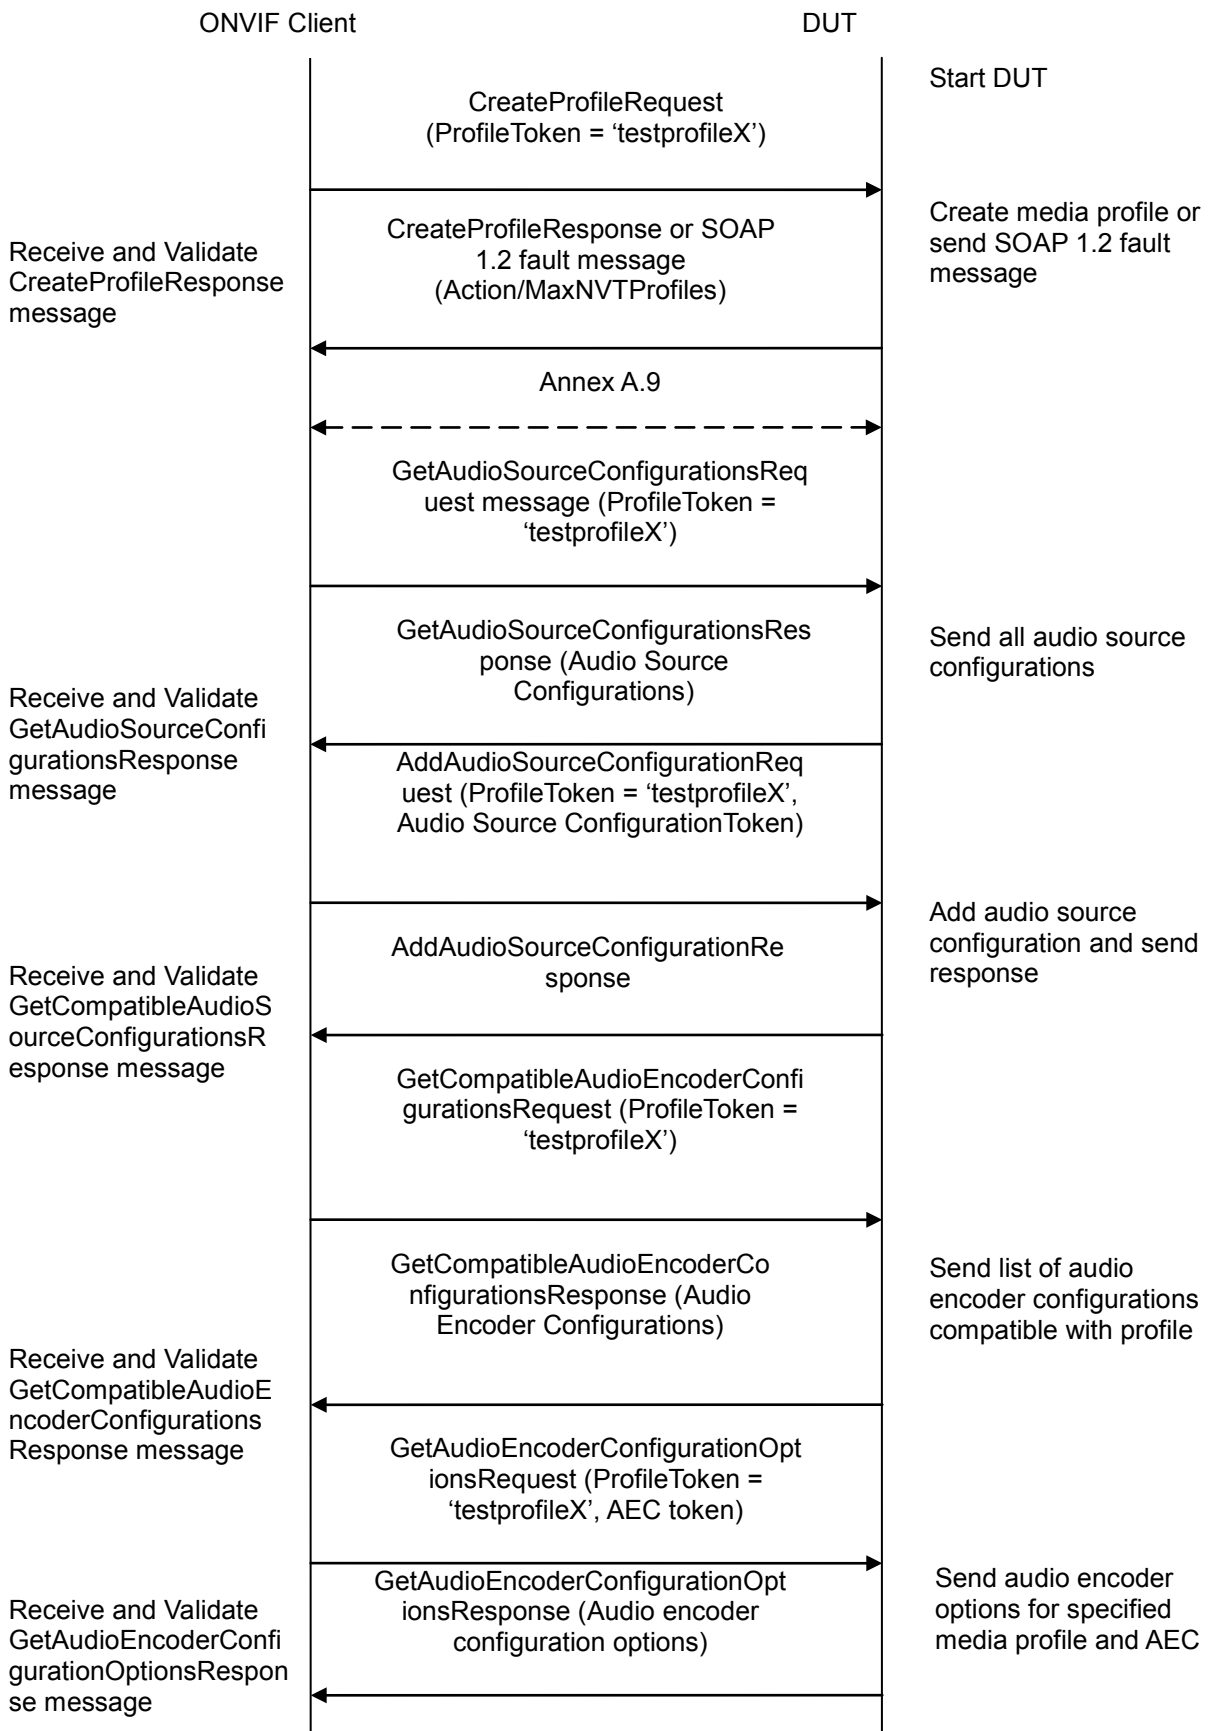 ONVIF Client
DUT
Start DUT
CreateProfileRequest
(ProfileToken = ‘testprofileX’)
Create media profile or
send SOAP 1.2 fault
message
CreateProfileResponse or SOAP
1.2 fault message
(Action/MaxNVTProfiles)
Receive and Validate
CreateProfileResponse
message
Annex A.9
GetAudioSourceConfigurationsReq
uest message (ProfileToken =
‘testprofileX’)
GetAudioSourceConfigurationsRes
ponse (Audio Source
Configurations)
Send all audio source
configurations
Receive and Validate
GetAudioSourceConfi
gurationsResponse
message
AddAudioSourceConfigurationReq
uest (ProfileToken = ‘testprofileX’,
Audio Source ConfigurationToken)
Add audio source
configuration and send
response
AddAudioSourceConfigurationRe
sponse
Receive and Validate
GetCompatibleAudioS
ourceConfigurationsR
esponse message
GetCompatibleAudioEncoderConfi
gurationsRequest (ProfileToken =
‘testprofileX’)
GetCompatibleAudioEncoderCo
nfigurationsResponse (Audio
Encoder Configurations)
Send list of audio
encoder configurations
compatible with profile
Receive and Validate
GetCompatibleAudioE
ncoderConfigurations
Response message
GetAudioEncoderConfigurationOpt
ionsRequest (ProfileToken =
‘testprofileX’, AEC token)
GetAudioEncoderConfigurationOpt
ionsResponse (Audio encoder
configuration options)
Send audio encoder
options for specified
media profile and AEC
Receive and Validate
GetAudioEncoderConfi
gurationOptionsRespon
se message